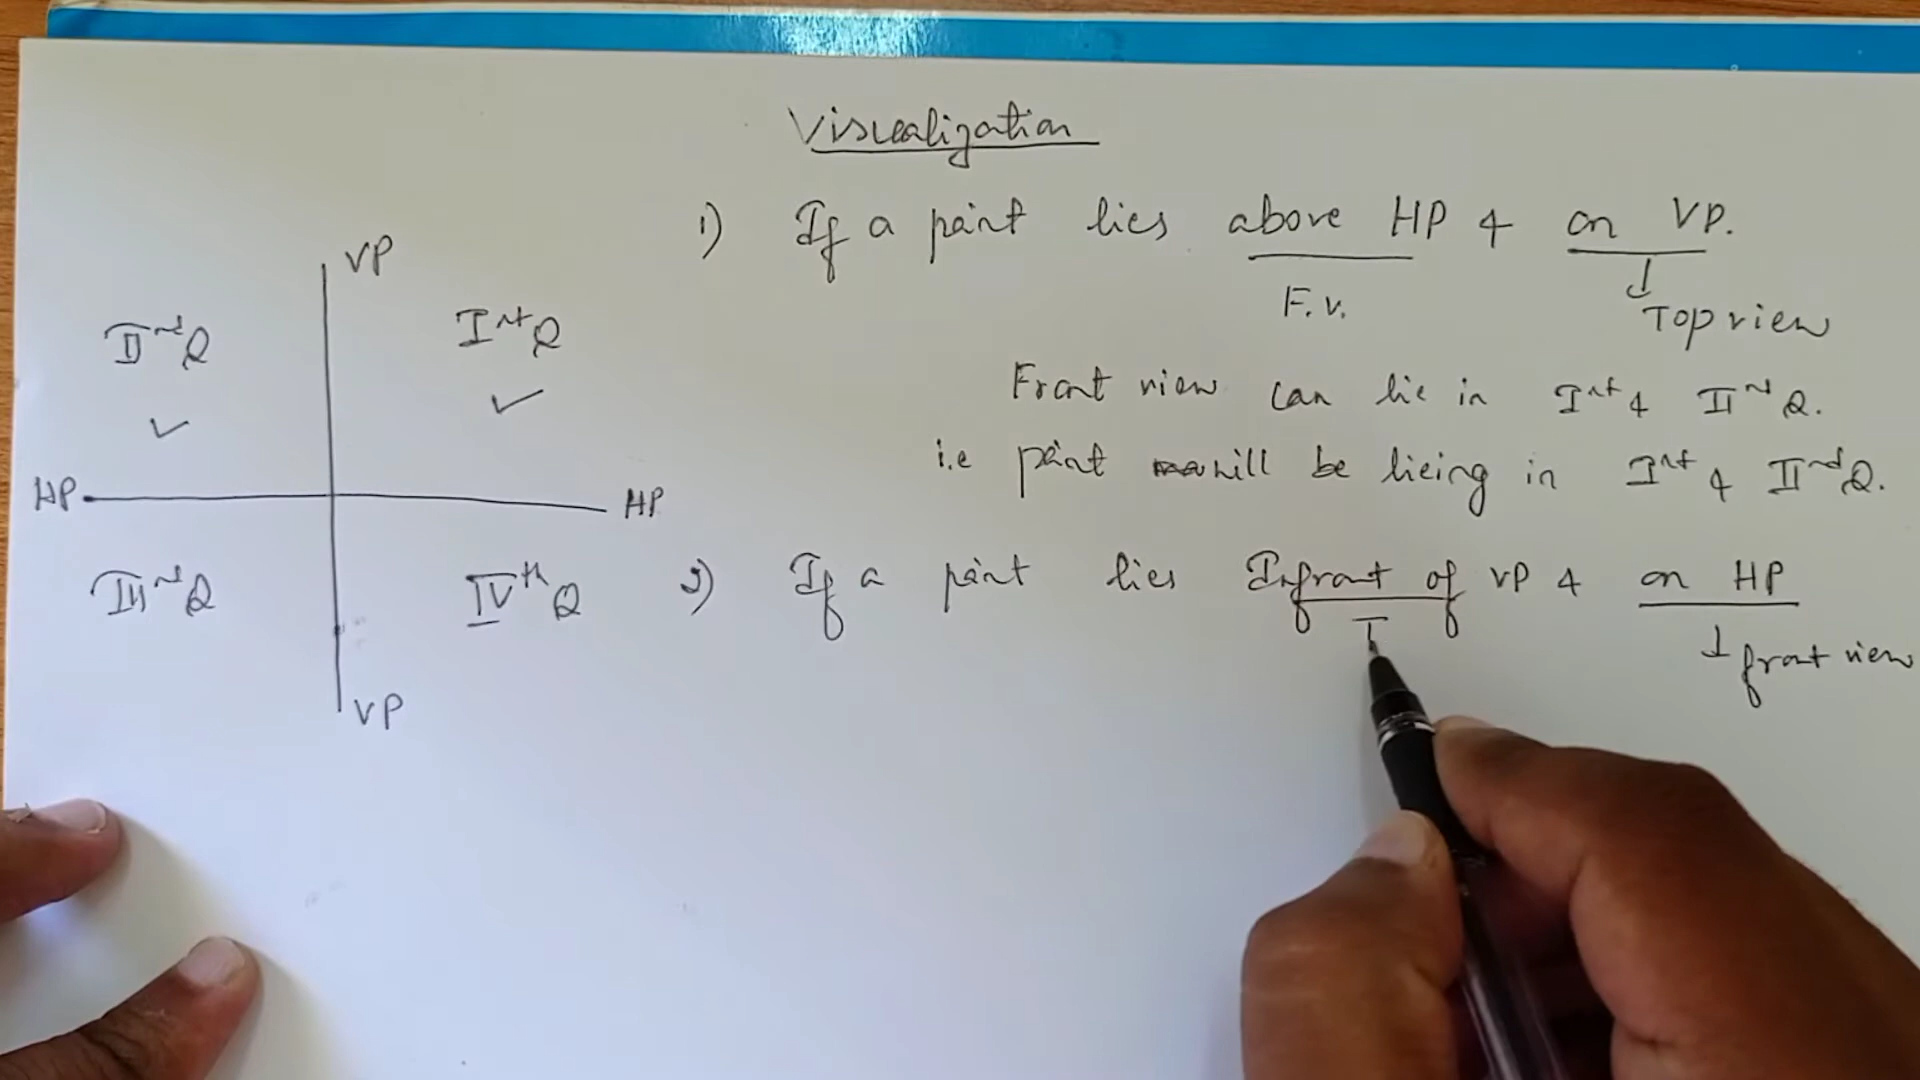 Visualization
1) If a point lies above HP & on VP.
F.V.
↓ Top view
Front view can lie in Ist & IInd Q.
i.e point will be lieing in Ist & IInd Q.
2) If a point lies Infront of VP & on HP
T
↓ front view
VP
IInd Q
Ist Q
✓
✓
HP
HP
IIIrd Q
IVth Q
VP